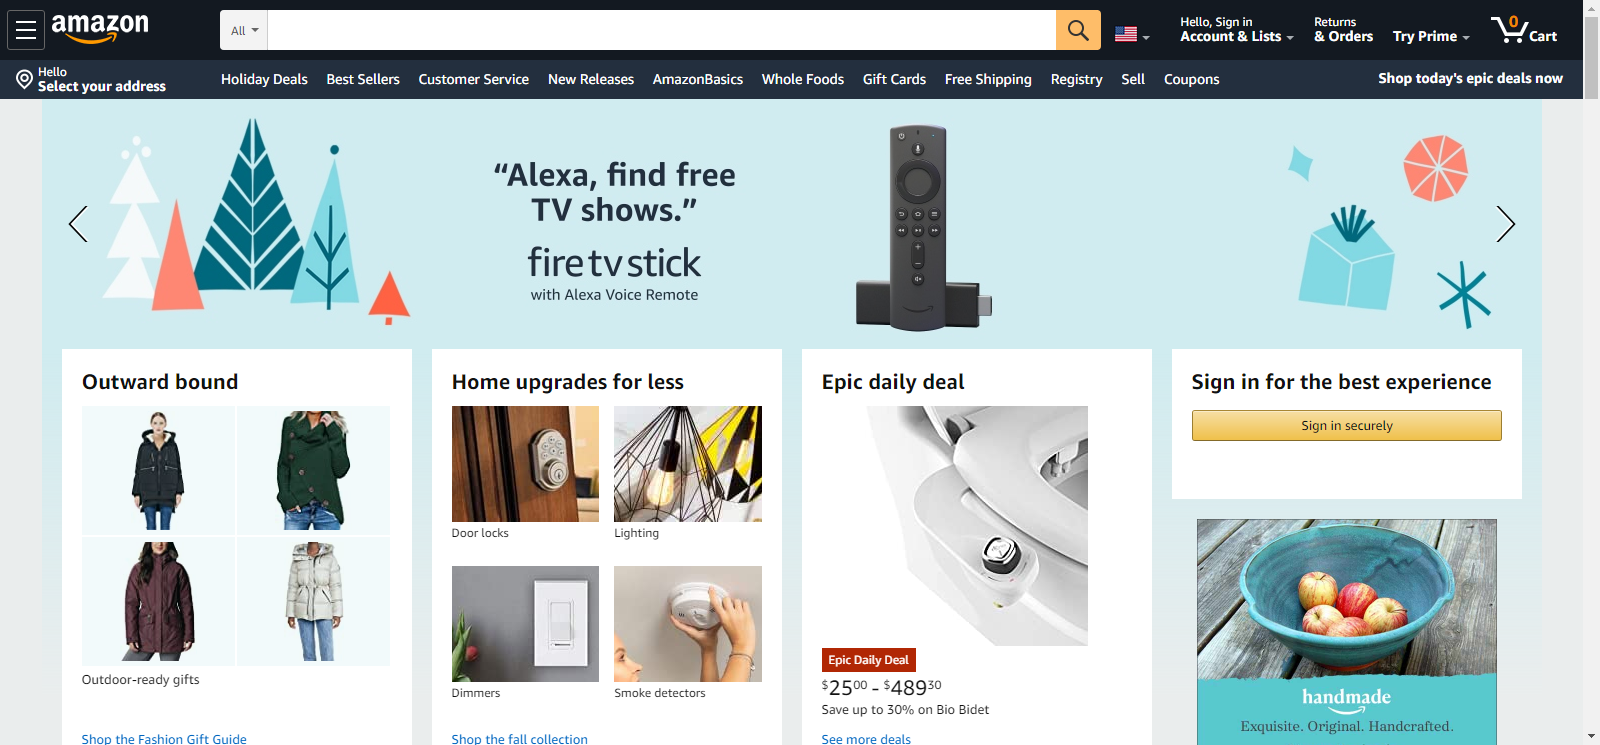 amazon
All
Hello, Sign in
Account & Lists
Returns
& Orders
Try Prime
0
Cart
Hello
Select your address
Holiday Deals
Best Sellers
Customer Service
New Releases
AmazonBasics
Whole Foods
Gift Cards
Free Shipping
Registry
Sell
Coupons
Shop today's epic deals now
“Alexa, find free
TV shows.”
fire tv stick
with Alexa Voice Remote
Outward bound
Outdoor-ready gifts
Shop the Fashion Gift Guide
Home upgrades for less
Door locks
Lighting
Dimmers
Smoke detectors
Shop the fall collection
Epic daily deal
Epic Daily Deal
$2500 - $48930
Save up to 30% on Bio Bidet
See more deals
Sign in for the best experience
Sign in securely
handmade
Exquisite. Original. Handcrafted.